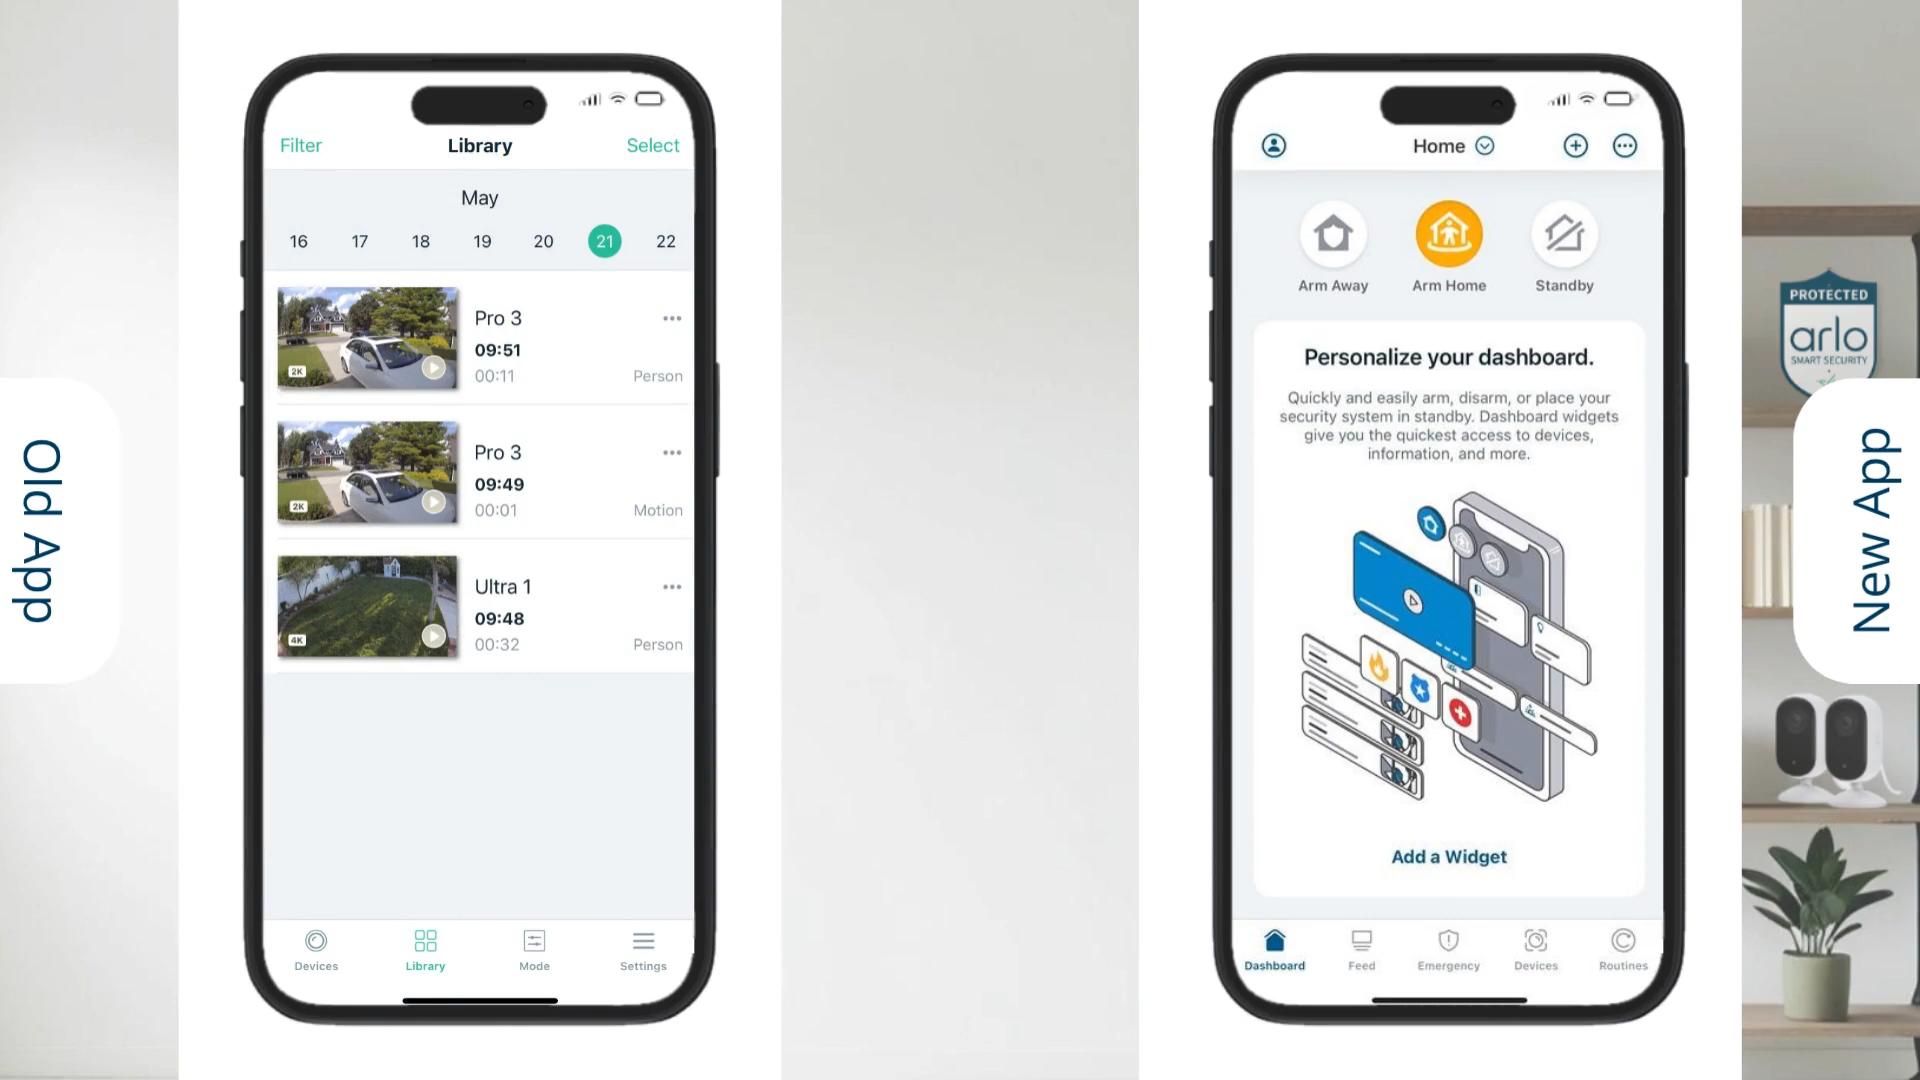 Old App
Filter
Library
Select
May
16 17 18 19 20 21 22
2K
Pro 3
09:51
00:11
Person
2K
Pro 3
09:49
00:01
Motion
4K
Ultra 1
09:48
00:32
Person
Devices
Library
Mode
Settings
Home
Arm Away
Arm Home
Standby
Personalize your dashboard.
Quickly and easily arm, disarm, or place your
security system in standby. Dashboard widgets
give you the quickest access to devices,
information, and more.
Add a Widget
Dashboard
Feed
Emergency
Devices
Routines
PROTECTED
arlo
SMART SECURITY
New App